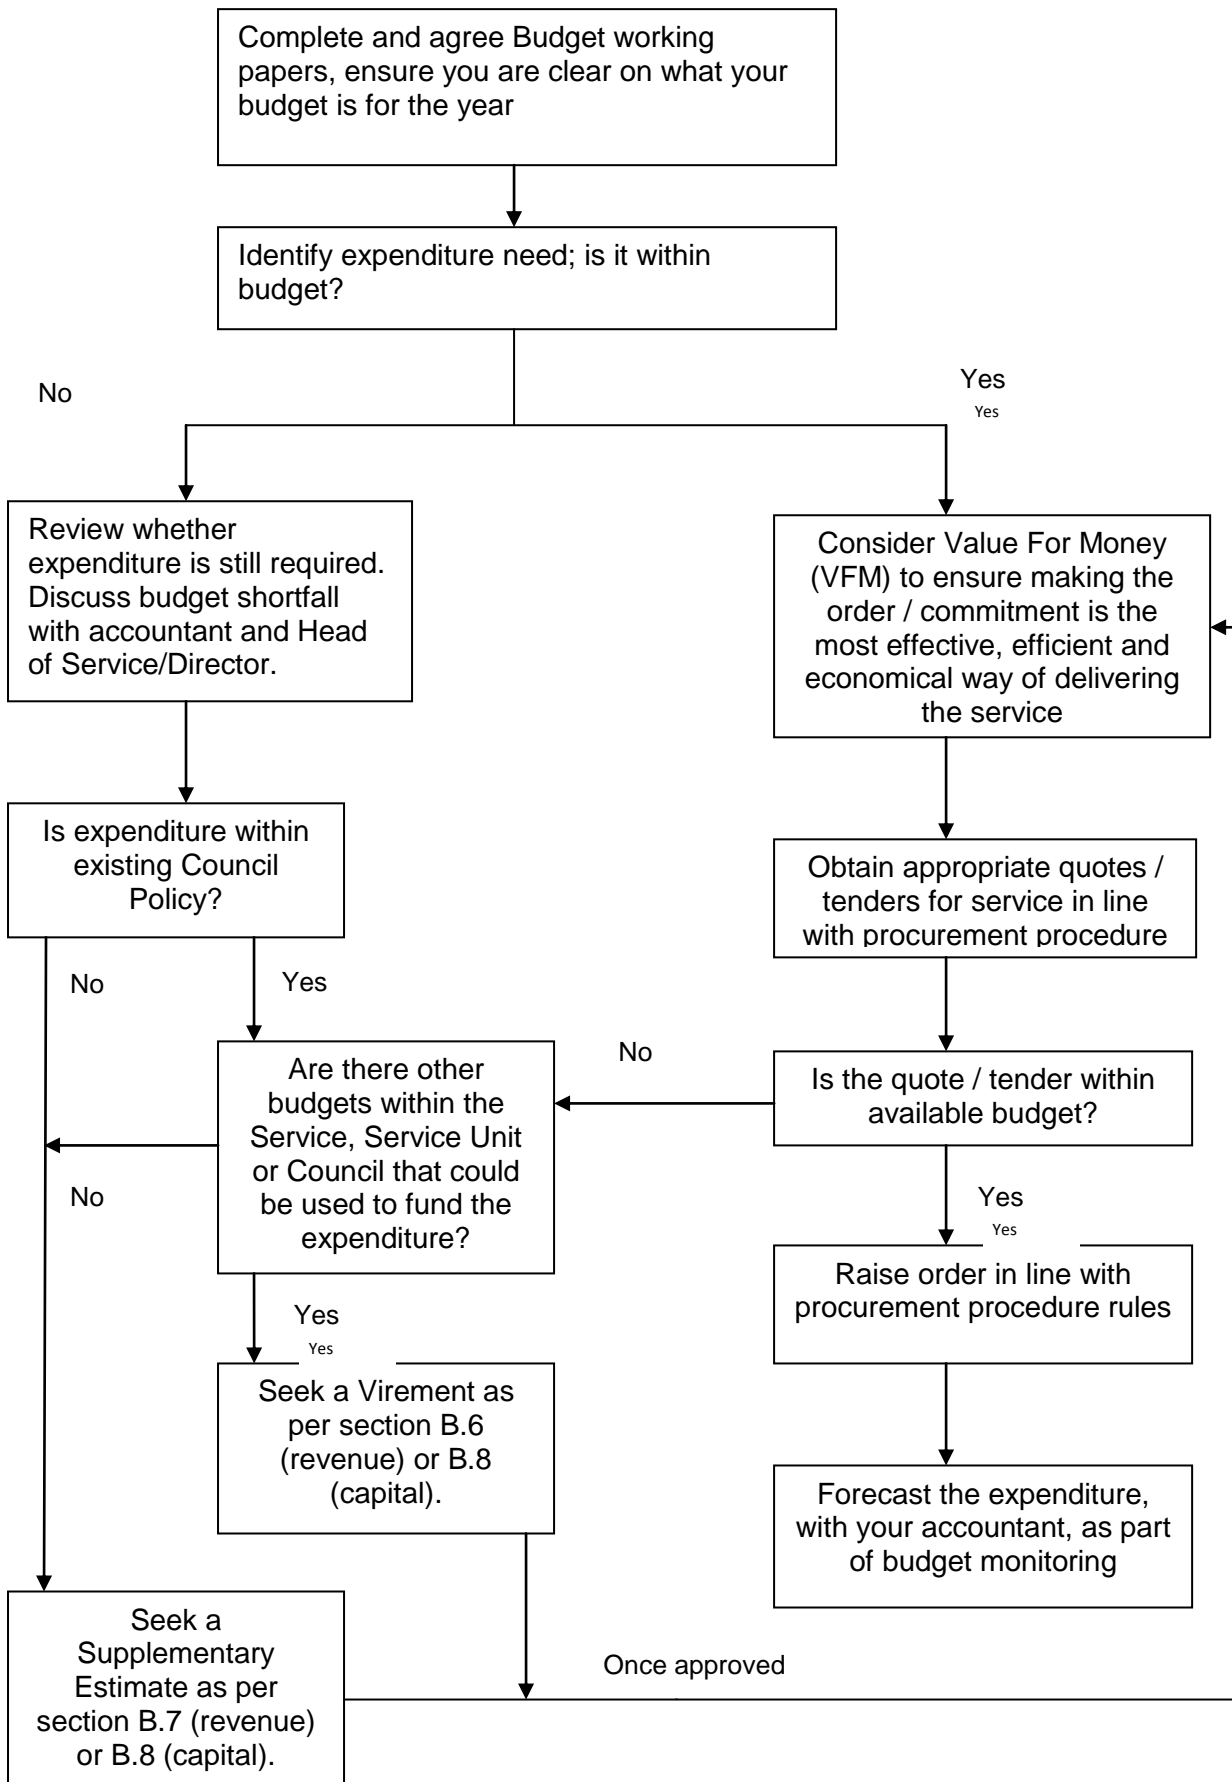 Complete and agree Budget working
papers, ensure you are clear on what your
budget is for the year
Identify expenditure need; is it within
budget?
No
Yes
Yes
Review whether
expenditure is still required.
Discuss budget shortfall
with accountant and Head
of Service/Director.
Consider Value For Money
(VFM) to ensure making the
order / commitment is the
most effective, efficient and
economical way of delivering
the service
Is expenditure within
existing Council
Policy?
Obtain appropriate quotes /
tenders for service in line
with procurement procedure
No
Yes
Are there other
budgets within the
Service, Service Unit
or Council that could
be used to fund the
expenditure?
No
Is the quote / tender within
available budget?
No
Yes
Yes
Yes
Yes
Raise order in line with
procurement procedure rules
Seek a Virement as
per section B.6
(revenue) or B.8
(capital).
Forecast the expenditure,
with your accountant, as part
of budget monitoring
Seek a
Supplementary
Estimate as per
section B.7 (revenue)
or B.8 (capital).
Once approved